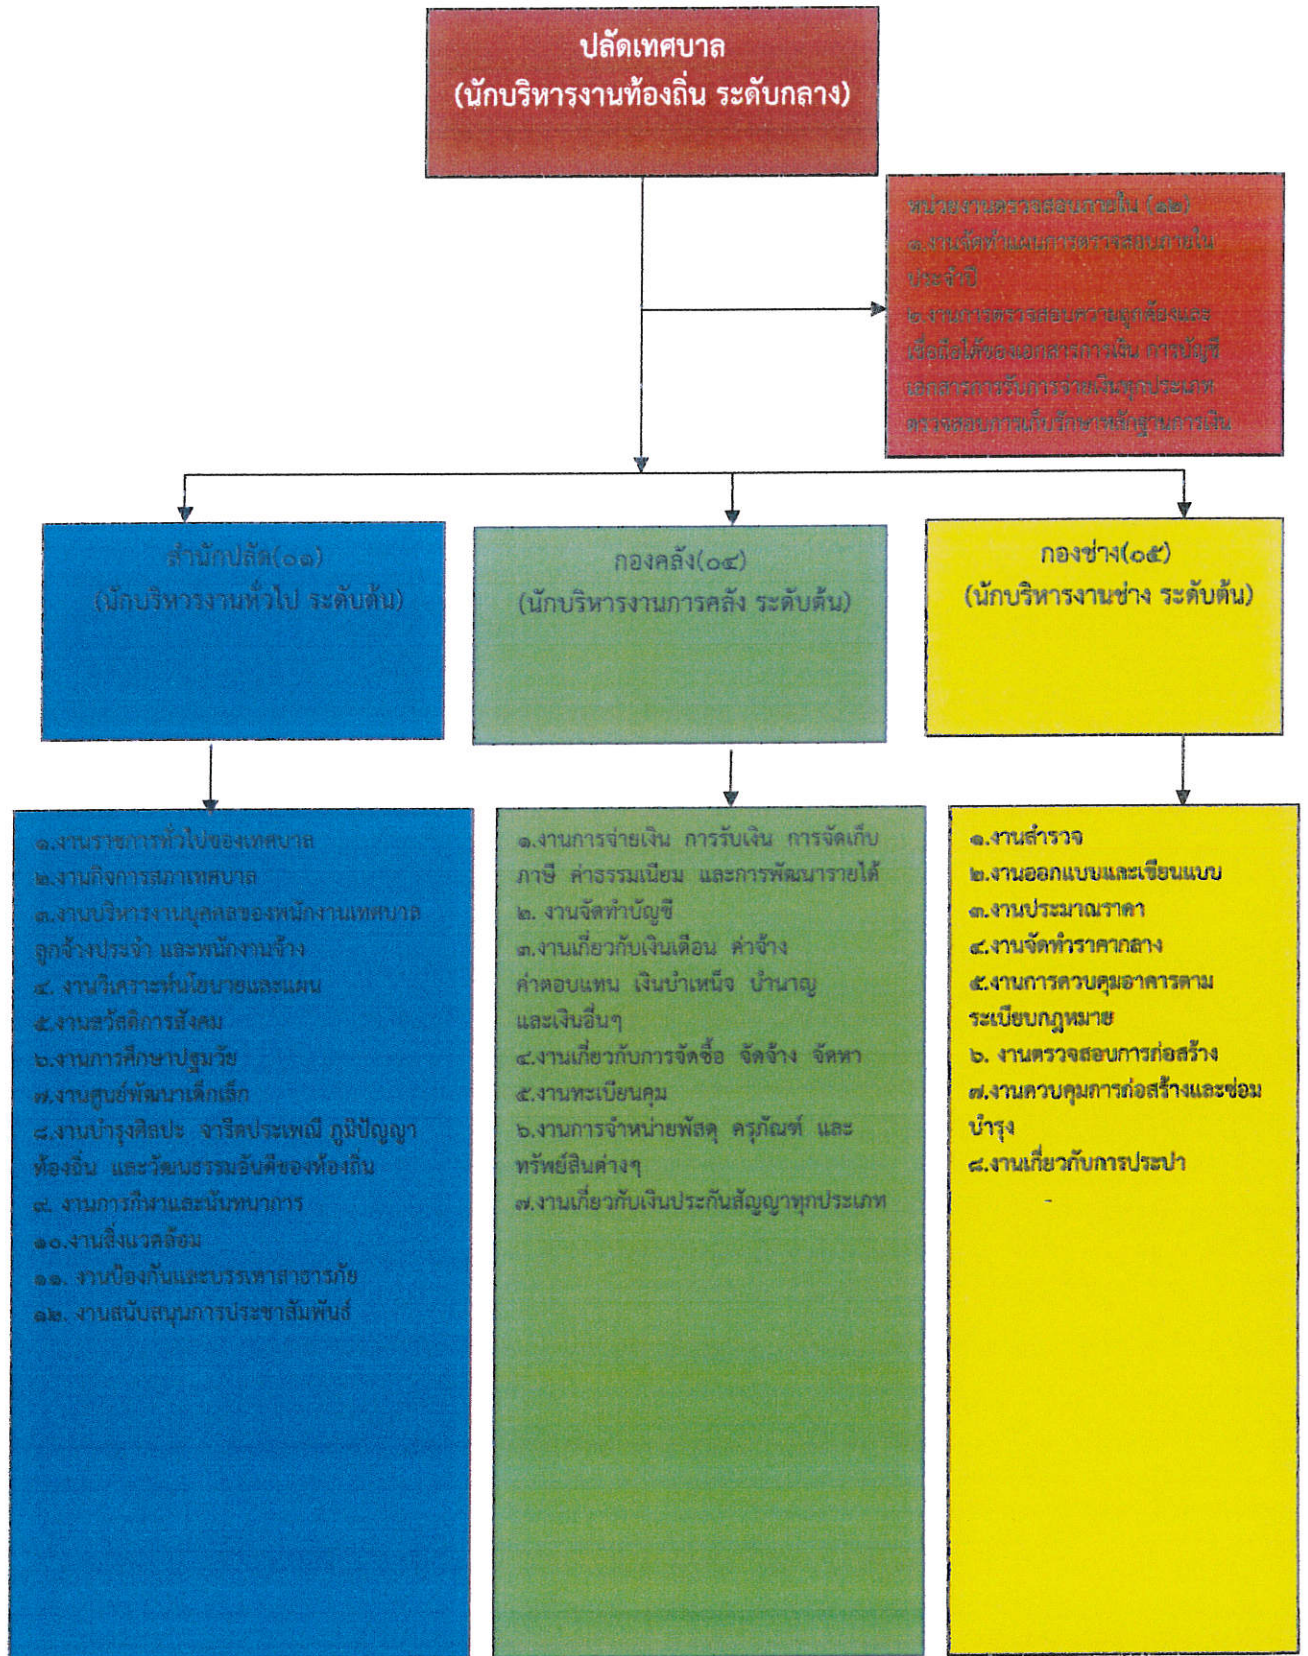 ปลัดเทศบาล
(นักบริหารงานท้องถิ่น ระดับกลาง)
หน่วยงานตรวจสอบภายใน (๑๒)
๑.งานจัดทำแผนการตรวจสอบภายใน
ประจำปี
๒.งานการตรวจสอบความถูกต้องและ
เชื่อถือได้ของเอกสารการเงิน การบัญชี
เอกสารการรับการจ่ายเงินทุกประเภท
ตรวจสอบการเก็บรักษาหลักฐานการเงิน
สำนักปลัด(๐๑)
(นักบริหารงานทั่วไป ระดับต้น)
กองคลัง(๐๔)
(นักบริหารงานการคลัง ระดับต้น)
กองช่าง(๐๕)
(นักบริหารงานช่าง ระดับต้น)
๑.งานราชการทั่วไปของเทศบาล
๒.งานกิจการสภาเทศบาล
๓.งานบริหารงานบุคคลของพนักงานเทศบาล
ลูกจ้างประจำ และพนักงานจ้าง
๔. งานวิเคราะห์นโยบายและแผน
๕.งานสวัสดิการสังคม
๖.งานการศึกษาปฐมวัย
๗.งานศูนย์พัฒนาเด็กเล็ก
๘.งานบำรุงศิลปะ จารีตประเพณี ภูมิปัญญา
ท้องถิ่น และวัฒนธรรมอันดีของท้องถิ่น
๙. งานการกีฬาและนันทนาการ
๑๐.งานสิ่งแวดล้อม
๑๑. งานป้องกันและบรรเทาสาธารภัย
๑๒. งานสนับสนุนการประชาสัมพันธ์
๑.งานการจ่ายเงิน การรับเงิน การจัดเก็บ
ภาษี ค่าธรรมเนียม และการพัฒนารายได้
๒. งานจัดทำบัญชี
๓.งานเกี่ยวกับเงินเดือน ค่าจ้าง
ค่าตอบแทน เงินบำเหน็จ บำนาญ
และเงินอื่นๆ
๔.งานเกี่ยวกับการจัดซื้อ จัดจ้าง จัดหา
๕.งานทะเบียนคุม
๖.งานการจำหน่ายพัสดุ ครุภัณฑ์ และ
ทรัพย์สินต่างๆ
๗.งานเกี่ยวกับเงินประกันสัญญาทุกประเภท
๑.งานสำรวจ
๒.งานออกแบบและเขียนแบบ
๓.งานประมาณราคา
๔.งานจัดทำราคากลาง
๕.งานการควบคุมอาคารตาม
ระเบียบกฎหมาย
๖. งานตรวจสอบการก่อสร้าง
๗.งานควบคุมการก่อสร้างและซ่อม
บำรุง
๘.งานเกี่ยวกับการประปา